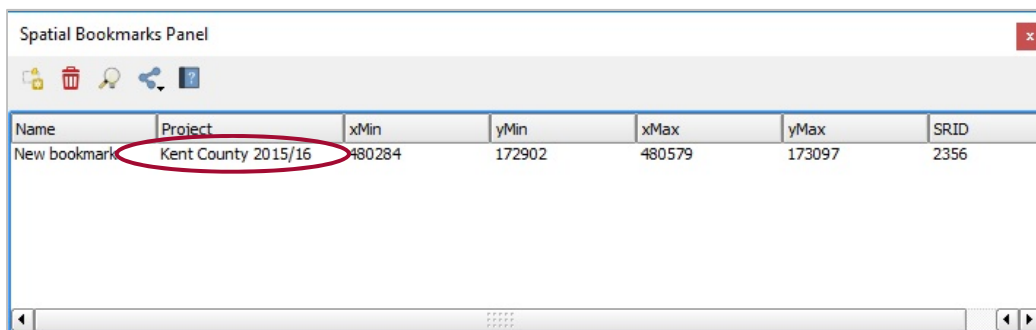 Spatial Bookmarks Panel
x
?
Name Project xMin yMin xMax yMax SRID
New bookmark Kent County 2015/16 480284 172902 480579 173097 2356